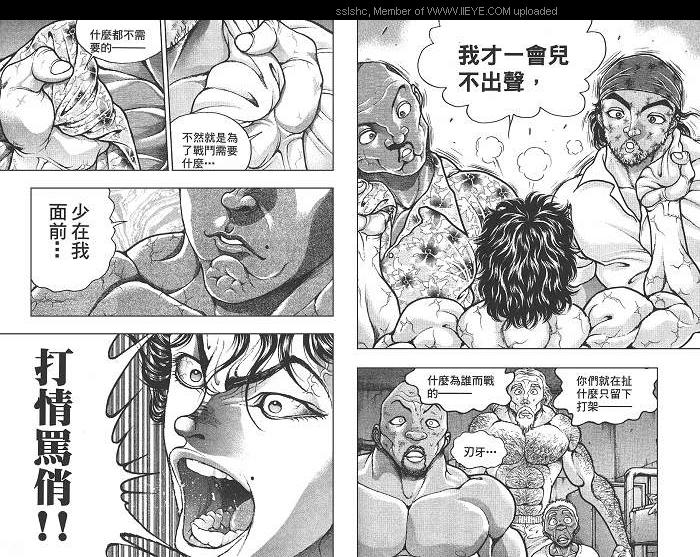 sslshc, Member of WWW.IIEYE.COM uploaded
我才一會兒
不出聲，
你們就在扯
什麼只留下
打架——
什麼為誰而戰
的——
刃牙…
不然就是為
了戰鬥需要
什麼…
什麼都不需
要的——
少在我
面前…
打情罵俏!!